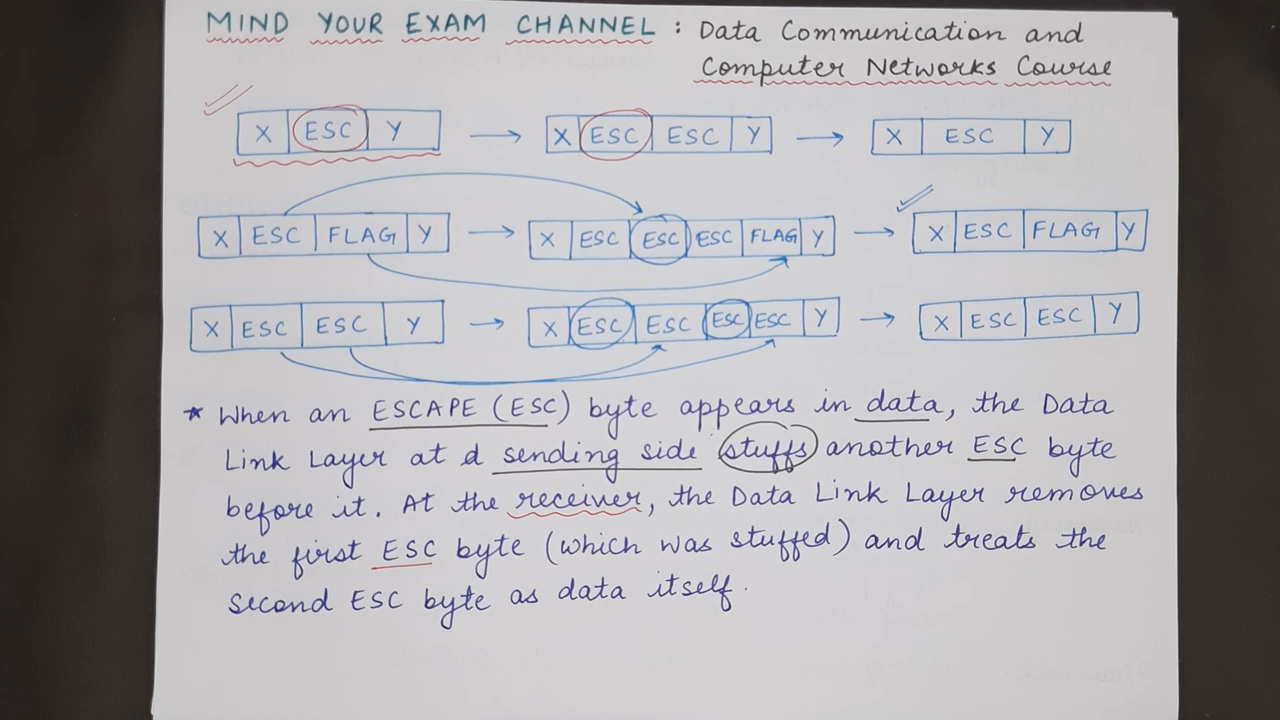 MIND YOUR EXAM CHANNEL : Data Communication and
Computer Networks Course
X ESC Y → X ESC ESC Y → X ESC Y
X ESC FLAG Y → X ESC ESC ESC FLAG Y → X ESC FLAG Y
X ESC ESC Y → X ESC ESC ESC ESC Y → X ESC ESC Y
* When an ESCAPE (ESC) byte appears in data, the Data
Link Layer at d sending side stuffs another ESC byte
before it. At the receiver, the Data Link Layer removes
the first ESC byte (which was stuffed) and treats the
second ESC byte as data itself.